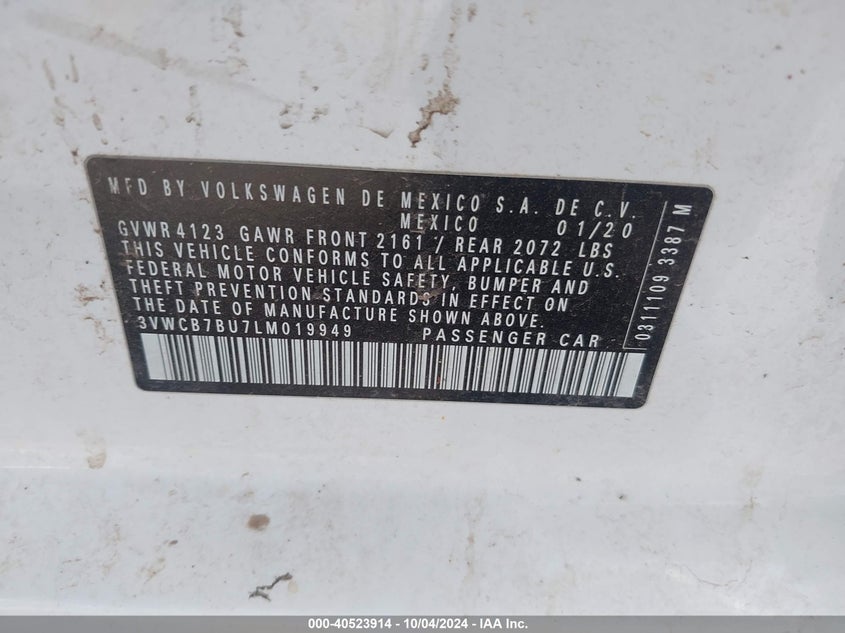 MFD BY VOLKSWAGEN DE MEXICO S.A. DE C.V.
MEXICO 01/20
GVWR 4123 GAWR FRONT 2161 / REAR 2072 LBS
THIS VEHICLE CONFORMS TO ALL APPLICABLE U.S.
FEDERAL MOTOR VEHICLE SAFETY, BUMPER AND
THEFT PREVENTION STANDARDS IN EFFECT ON
THE DATE OF MANUFACTURE SHOWN ABOVE.
3VWCB7BU7LM019949 PASSENGER CAR
0311109 3387 M
000-40523914 - 10/04/2024 - IAA Inc.